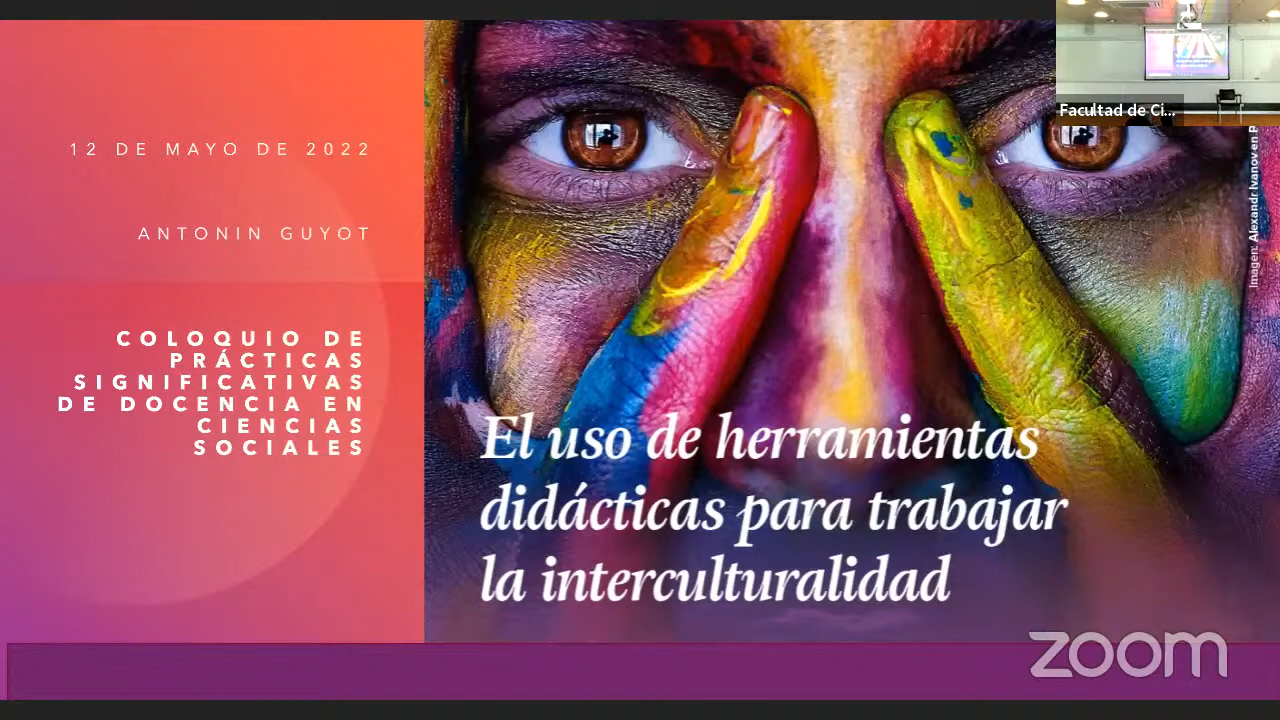 12 DE MAYO DE 2022
ANTONIN GUYOT
COLOQUIO DE
PRÁCTICAS
SIGNIFICATIVAS
DE DOCENCIA EN
CIENCIAS
SOCIALES
El uso de herramientas
didácticas para trabajar
la interculturalidad
Facultad de Ci...
Imagen: Alexandr Ivanov en P
zoom